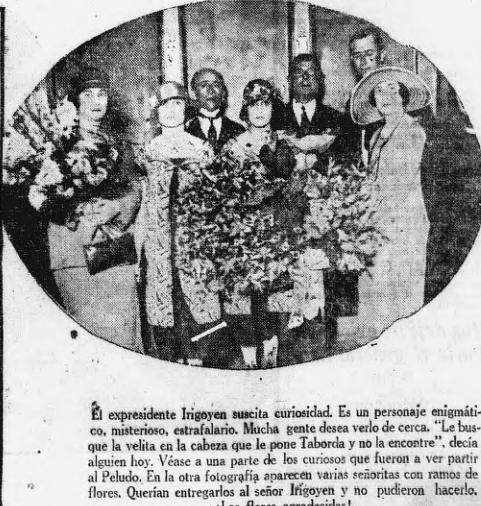 El expresidente Irigoyen suscita curiosidad. Es un personaje enigmáti-
co, misterioso, estrafalario. Mucha gente desea verlo de cerca. "Le bus-
que la velita en la cabeza que le pone Taborda y no la encontre", decía
alguien hoy. Véase a una parte de los curiosos que fueron a ver partir
al Peludo. En la otra fotografía aparecen varias señoritas con ramos de
flores. Querían entregarlos al señor Irigoyen y no pudieron hacerlo.
flores agradecidas!